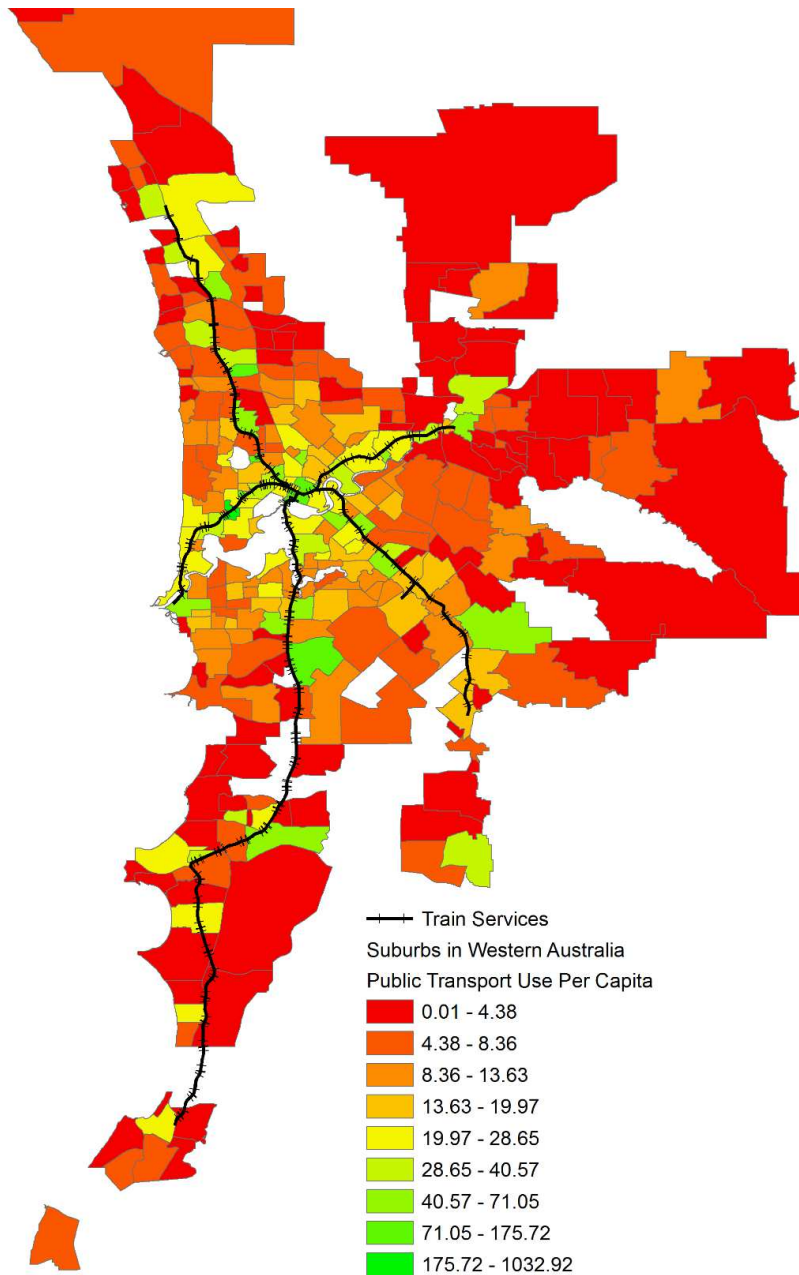 Train Services
Suburbs in Western Australia
Public Transport Use Per Capita
0.01 - 4.38
4.38 - 8.36
8.36 - 13.63
13.63 - 19.97
19.97 - 28.65
28.65 - 40.57
40.57 - 71.05
71.05 - 175.72
175.72 - 1032.92